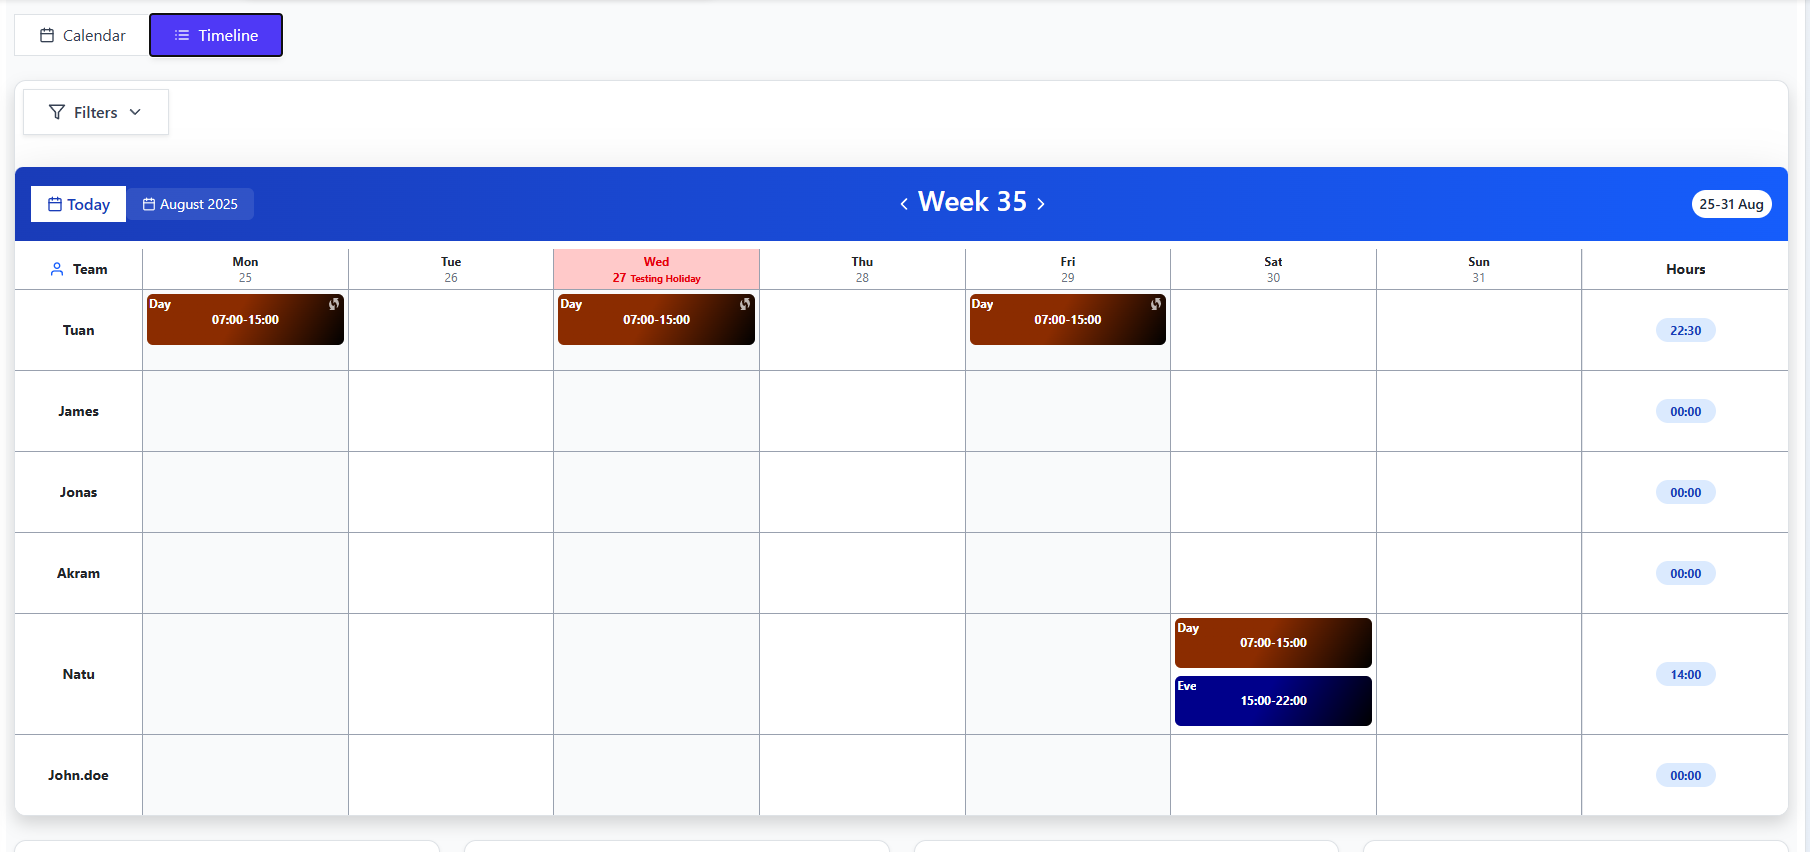 Calendar
Timeline
Filters
Today
August 2025
Week 35
25-31 Aug
Team
Mon
25
Tue
26
Wed
27 Testing Holiday
Thu
28
Fri
29
Sat
30
Sun
31
Hours
Tuan
Day
07:00-15:00
Day
07:00-15:00
Day
07:00-15:00
22:30
James
00:00
Jonas
00:00
Akram
00:00
Natu
Day
07:00-15:00
Eve
15:00-22:00
14:00
John.doe
00:00